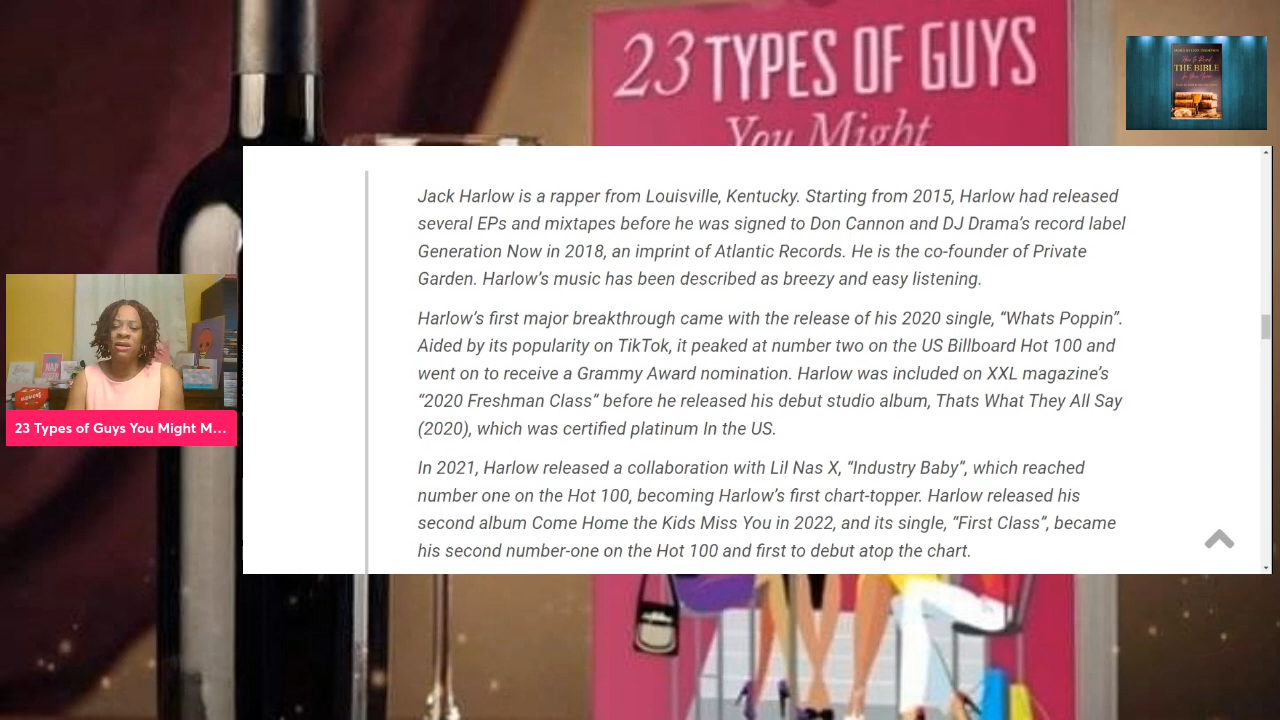 23 TYPES OF GUYS
You Might
THE BIBLE
Jack Harlow is a rapper from Louisville, Kentucky. Starting from 2015, Harlow had released
several EPs and mixtapes before he was signed to Don Cannon and DJ Drama's record label
Generation Now in 2018, an imprint of Atlantic Records. He is the co-founder of Private
Garden. Harlow's music has been described as breezy and easy listening.
Harlow's first major breakthrough came with the release of his 2020 single, “Whats Poppin”.
Aided by its popularity on TikTok, it peaked at number two on the US Billboard Hot 100 and
went on to receive a Grammy Award nomination. Harlow was included on XXL magazine's
“2020 Freshman Class” before he released his debut studio album, Thats What They All Say
(2020), which was certified platinum In the US.
In 2021, Harlow released a collaboration with Lil Nas X, “Industry Baby”, which reached
number one on the Hot 100, becoming Harlow's first chart-topper. Harlow released his
second album Come Home the Kids Miss You in 2022, and its single, “First Class”, became
his second number-one on the Hot 100 and first to debut atop the chart.
23 Types of Guys You Might M...